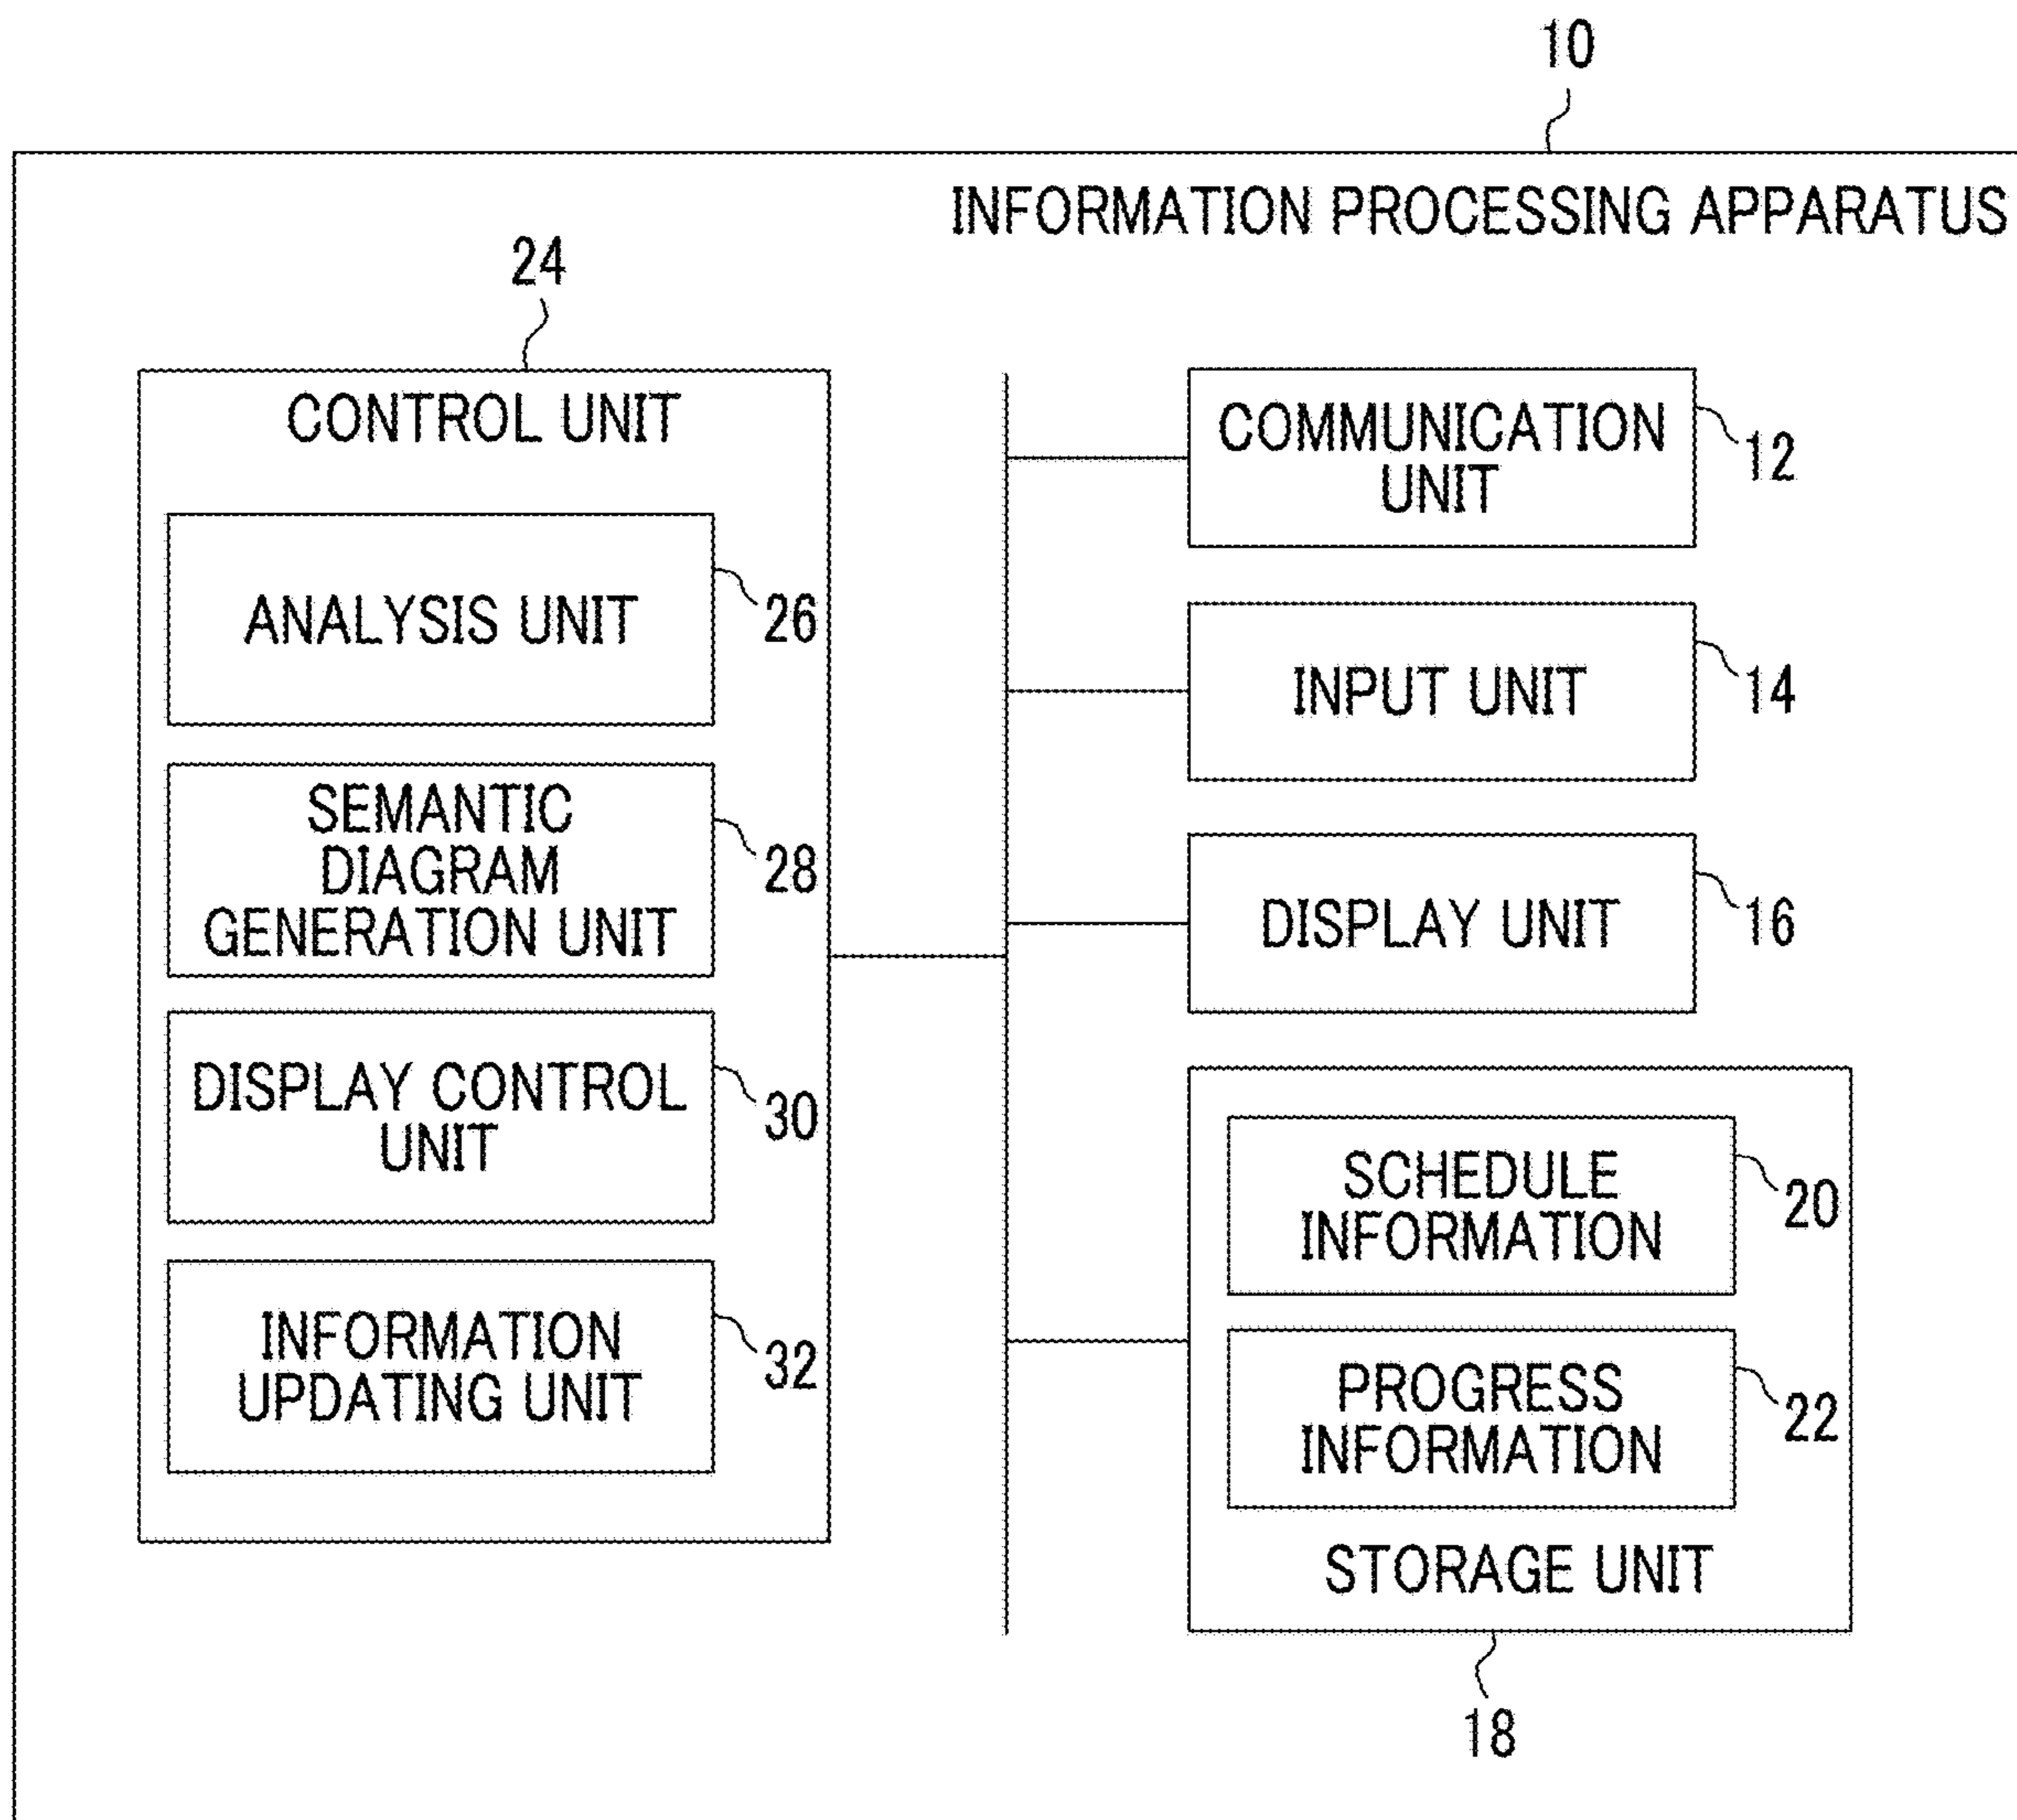 10
INFORMATION PROCESSING APPARATUS
24
CONTROL UNIT
ANALYSIS UNIT
26
SEMANTIC
DIAGRAM
GENERATION UNIT
28
DISPLAY CONTROL
UNIT
30
INFORMATION
UPDATING UNIT
32
COMMUNICATION
UNIT
12
INPUT UNIT
14
DISPLAY UNIT
16
SCHEDULE
INFORMATION
20
PROGRESS
INFORMATION
22
STORAGE UNIT
18